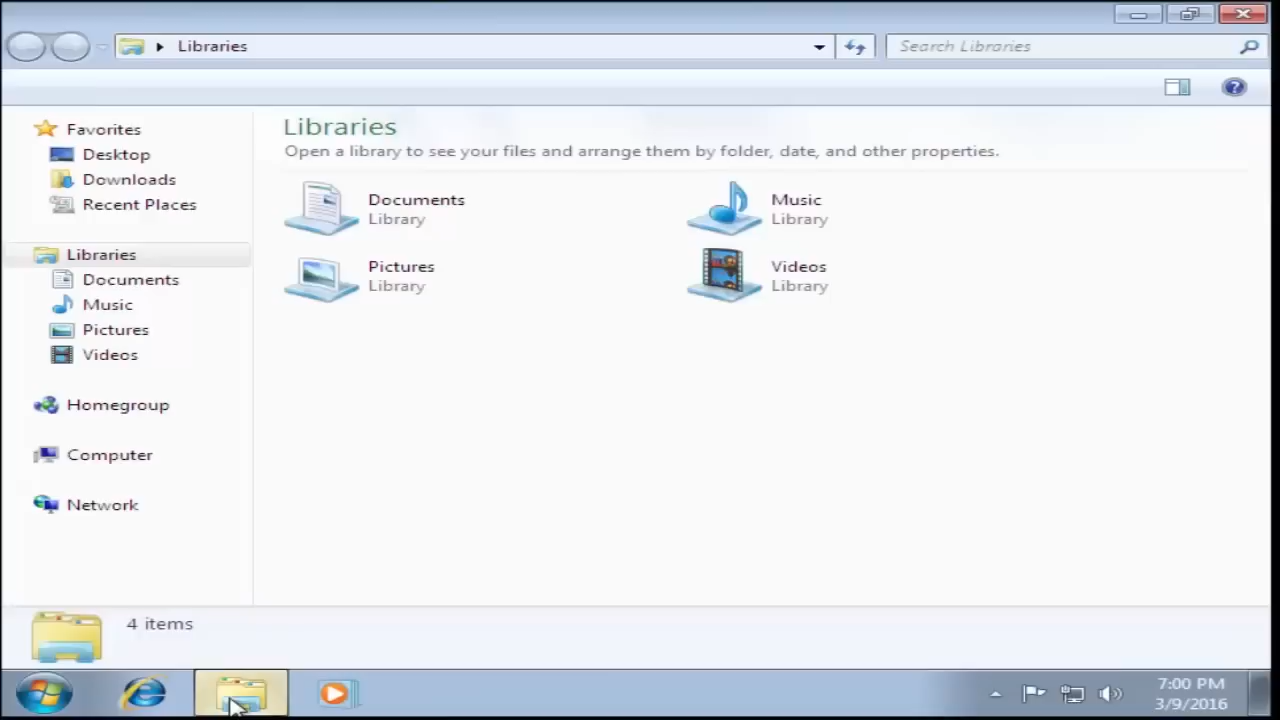 Libraries
Search Libraries
Favorites
Desktop
Downloads
Recent Places
Libraries
Documents
Music
Pictures
Videos
Homegroup
Computer
Network
Libraries
Open a library to see your files and arrange them by folder, date, and other properties.
Documents
Library
Music
Library
Pictures
Library
Videos
Library
4 items
7:00 PM
3/9/2016